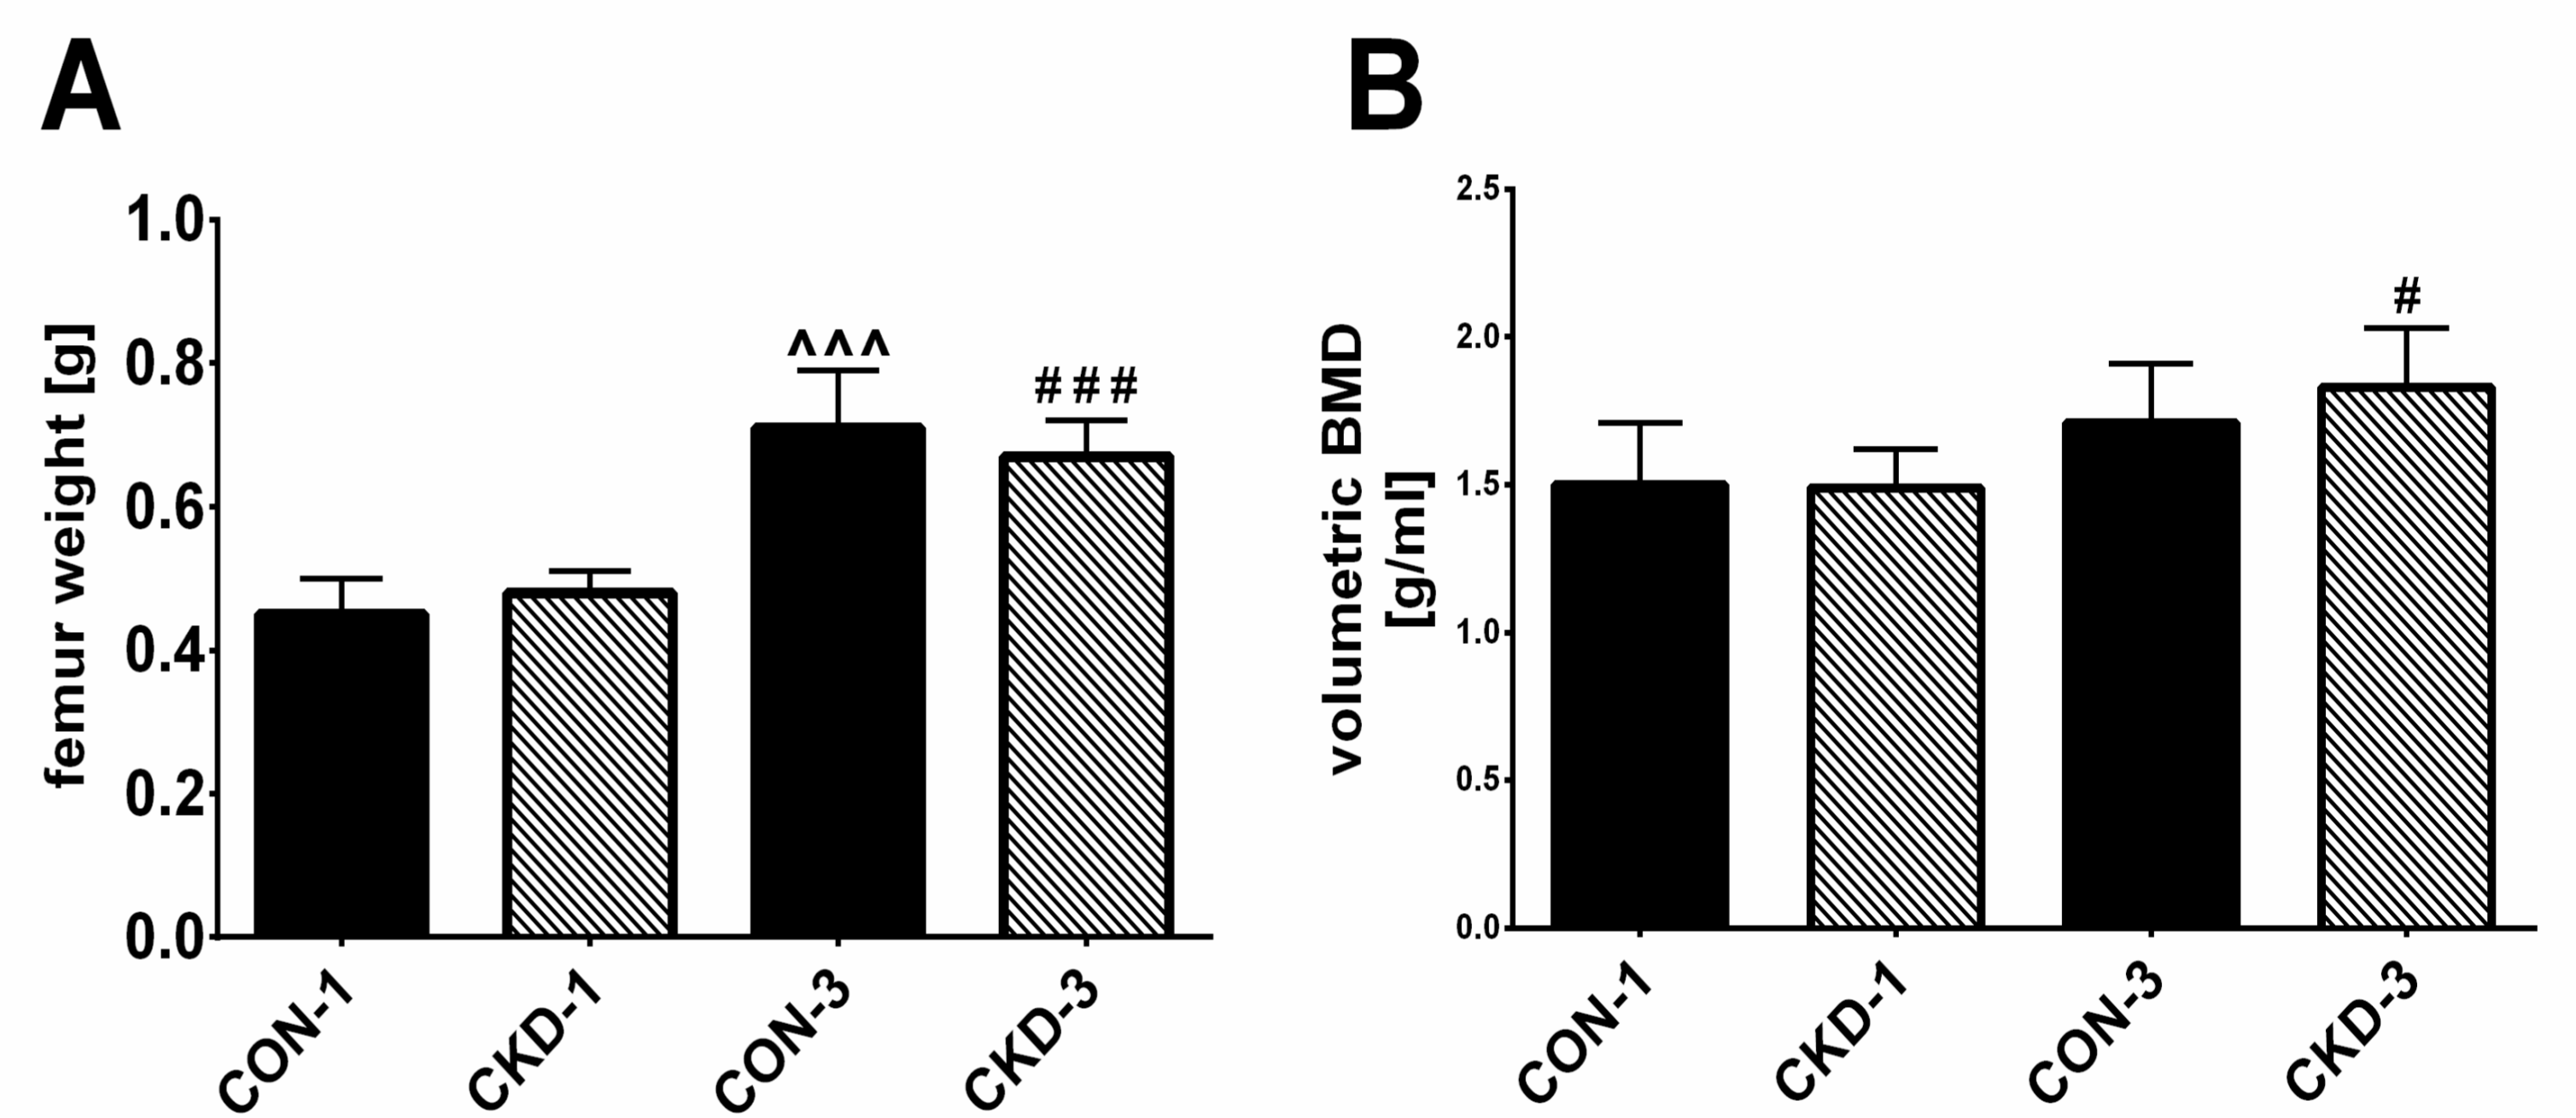 A
femur weight [g]
1.0
0.8
0.6
0.4
0.2
0.0
^^^
###
CON-1
CKD-1
CON-3
CKD-3
B
volumetric BMD
[g/ml]
2.5
2.0
1.5
1.0
0.5
0.0
#
CON-1
CKD-1
CON-3
CKD-3